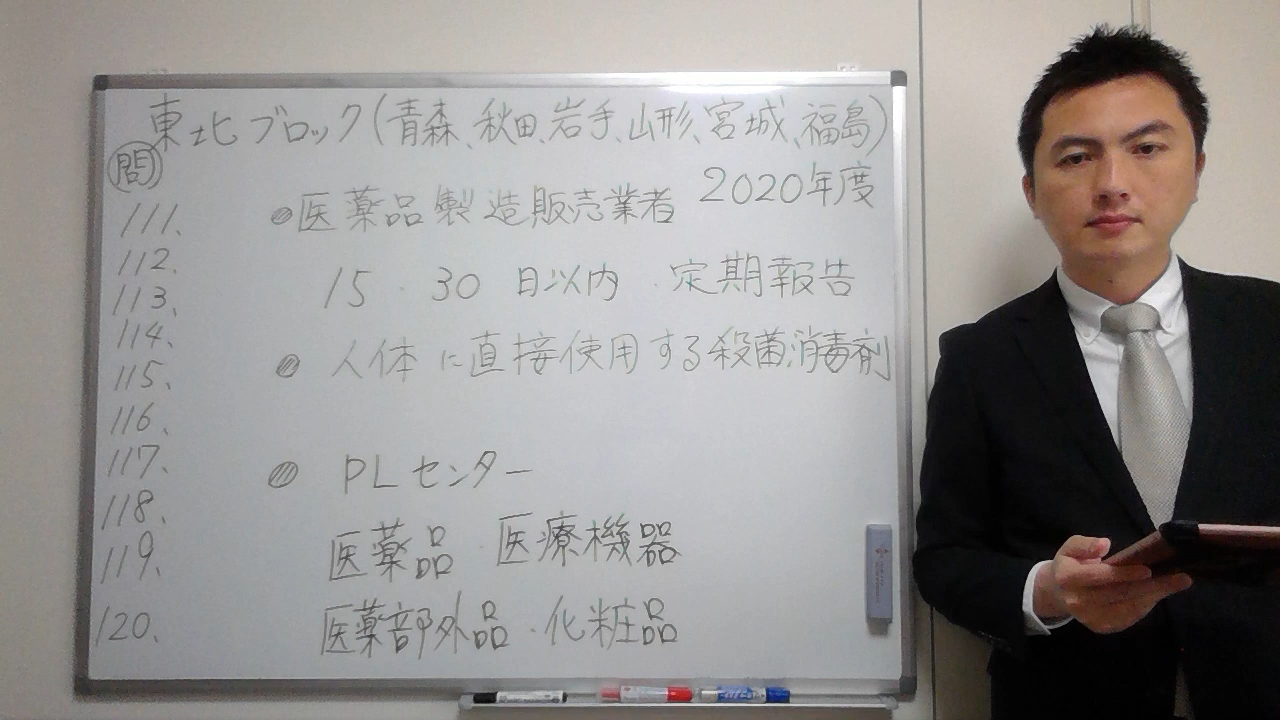 東北ブロック(青森、秋田、岩手、山形、宮城、福島)
2020年度
問
111.
112.
113.
114.
115.
116.
117.
118.
119.
120.
●医薬品製造販売業者
15・30日以内・定期報告
●人体に直接使用する殺菌消毒剤
●PLセンター
医薬品・医療機器
医薬部外品・化粧品